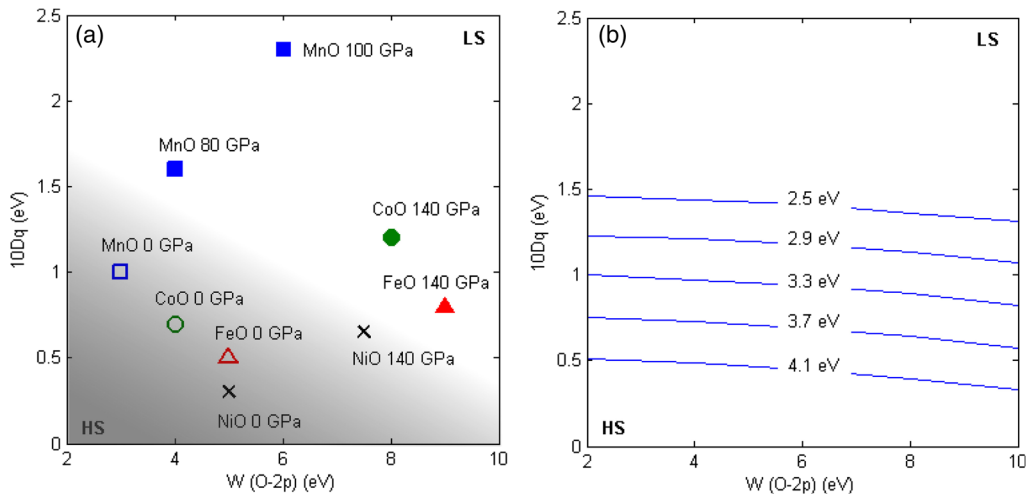 (a)
LS
MnO 100 GPa
MnO 80 GPa
CoO 140 GPa
MnO 0 GPa
FeO 140 GPa
CoO 0 GPa
FeO 0 GPa
NiO 140 GPa
NiO 0 GPa
HS
2.5
2
1.5
1
0.5
0
10Dq (eV)
2 4 6 8 10
W (O-2p) (eV)
(b)
LS
2.5 eV
2.9 eV
3.3 eV
3.7 eV
4.1 eV
HS
2.5
2
1.5
1
0.5
0
10Dq (eV)
2 4 6 8 10
W (O-2p) (eV)